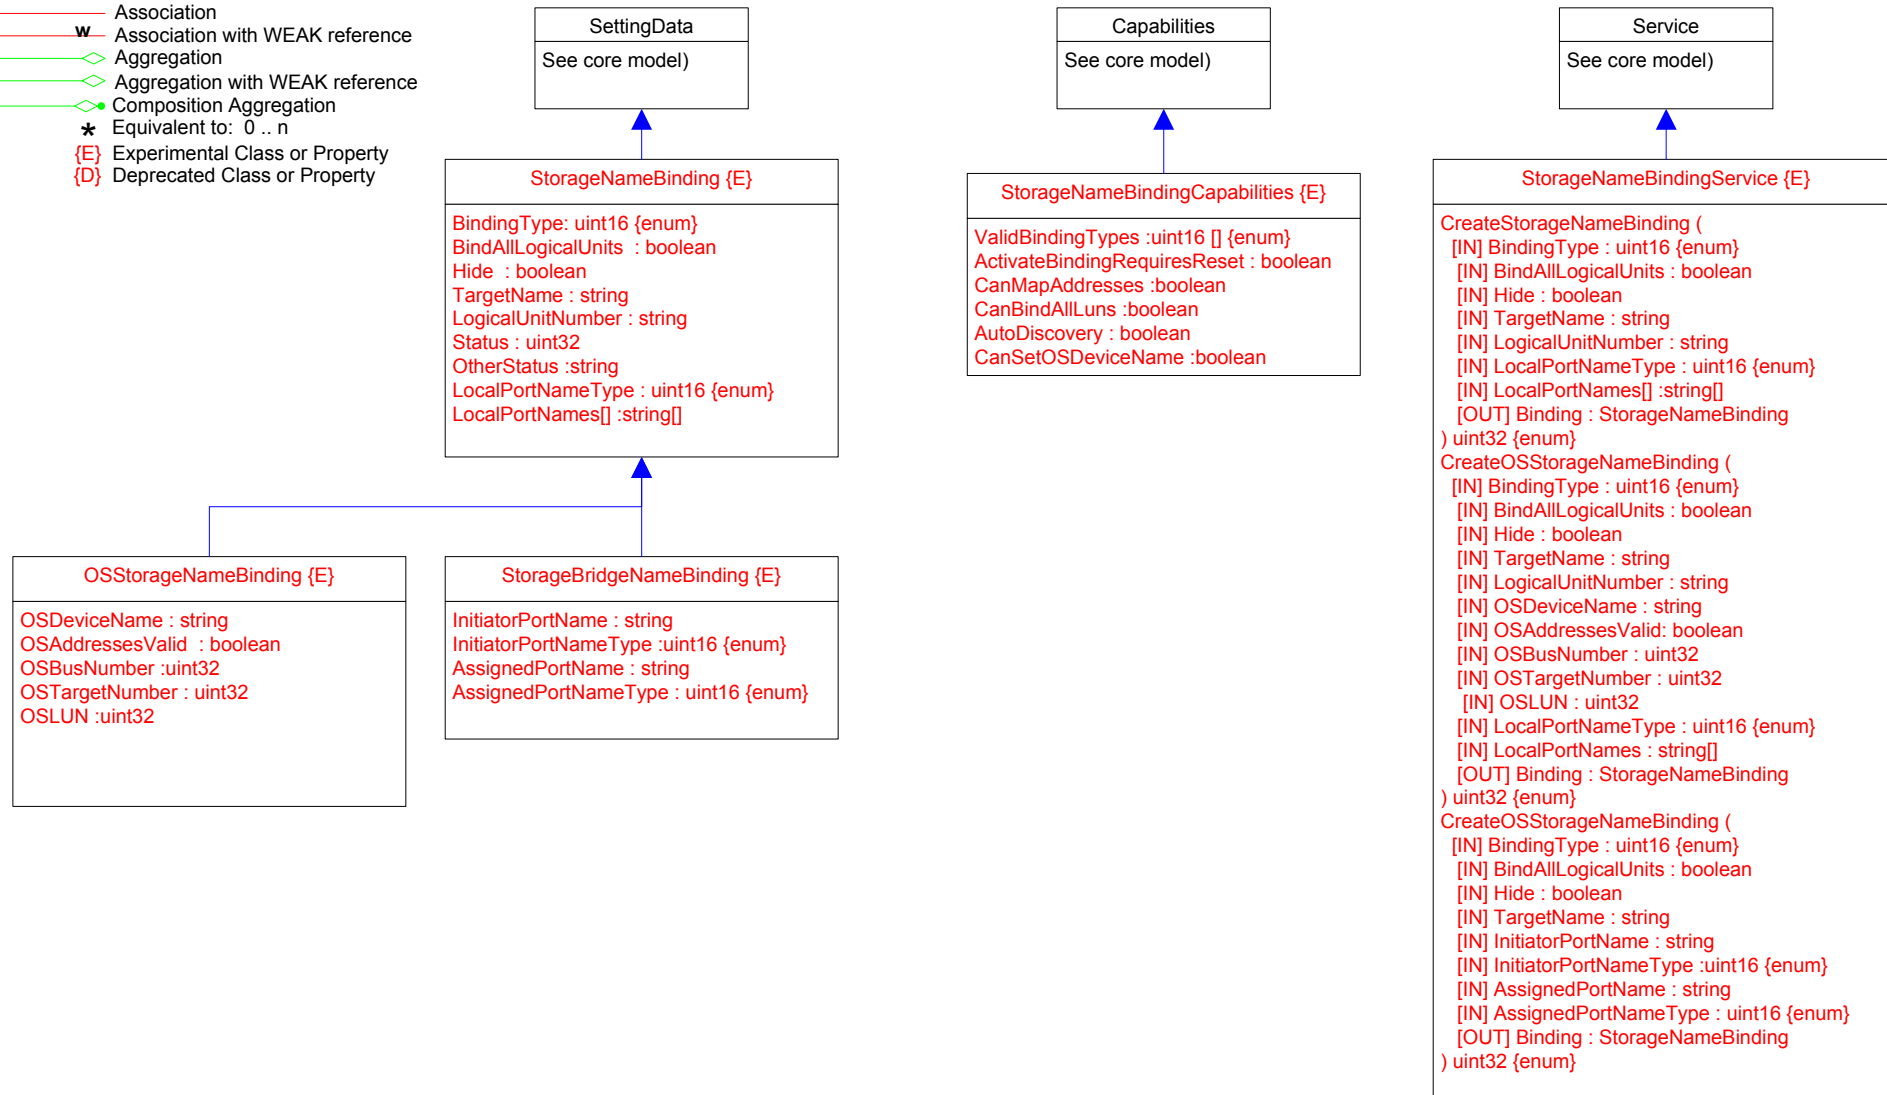 Association
w Association with WEAK reference
Aggregation
Aggregation with WEAK reference
Composition Aggregation
* Equivalent to: 0 .. n
{E} Experimental Class or Property
{D} Deprecated Class or Property
SettingData
See core model)
Capabilities
See core model)
Service
See core model)
StorageNameBinding {E}
BindingType: uint16 {enum}
BindAllLogicalUnits : boolean
Hide : boolean
TargetName : string
LogicalUnitNumber : string
Status : uint32
OtherStatus :string
LocalPortNameType : uint16 {enum}
LocalPortNames[] :string[]
StorageNameBindingCapabilities {E}
ValidBindingTypes :uint16 [] {enum}
ActivateBindingRequiresReset : boolean
CanMapAddresses :boolean
CanBindAllLuns :boolean
AutoDiscovery : boolean
CanSetOSDeviceName :boolean
StorageNameBindingService {E}
CreateStorageNameBinding (
[IN] BindingType : uint16 {enum}
[IN] BindAllLogicalUnits : boolean
[IN] Hide : boolean
[IN] TargetName : string
[IN] LogicalUnitNumber : string
[IN] LocalPortNameType : uint16 {enum}
[IN] LocalPortNames[] :string[]
[OUT] Binding : StorageNameBinding
) uint32 {enum}
CreateOSStorageNameBinding (
[IN] BindingType : uint16 {enum}
[IN] BindAllLogicalUnits : boolean
[IN] Hide : boolean
[IN] TargetName : string
[IN] LogicalUnitNumber : string
[IN] OSDeviceName : string
[IN] OSAddressesValid: boolean
[IN] OSBusNumber : uint32
[IN] OSTargetNumber : uint32
[IN] OSLUN : uint32
[IN] LocalPortNameType : uint16 {enum}
[IN] LocalPortNames : string[]
[OUT] Binding : StorageNameBinding
) uint32 {enum}
CreateOSStorageNameBinding (
[IN] BindingType : uint16 {enum}
[IN] BindAllLogicalUnits : boolean
[IN] Hide : boolean
[IN] TargetName : string
[IN] InitiatorPortName : string
[IN] InitiatorPortNameType :uint16 {enum}
[IN] AssignedPortName : string
[IN] AssignedPortNameType : uint16 {enum}
[OUT] Binding : StorageNameBinding
) uint32 {enum}
OSStorageNameBinding {E}
OSDeviceName : string
OSAddressesValid : boolean
OSBusNumber :uint32
OSTargetNumber : uint32
OSLUN :uint32
StorageBridgeNameBinding {E}
InitiatorPortName : string
InitiatorPortNameType :uint16 {enum}
AssignedPortName : string
AssignedPortNameType : uint16 {enum}